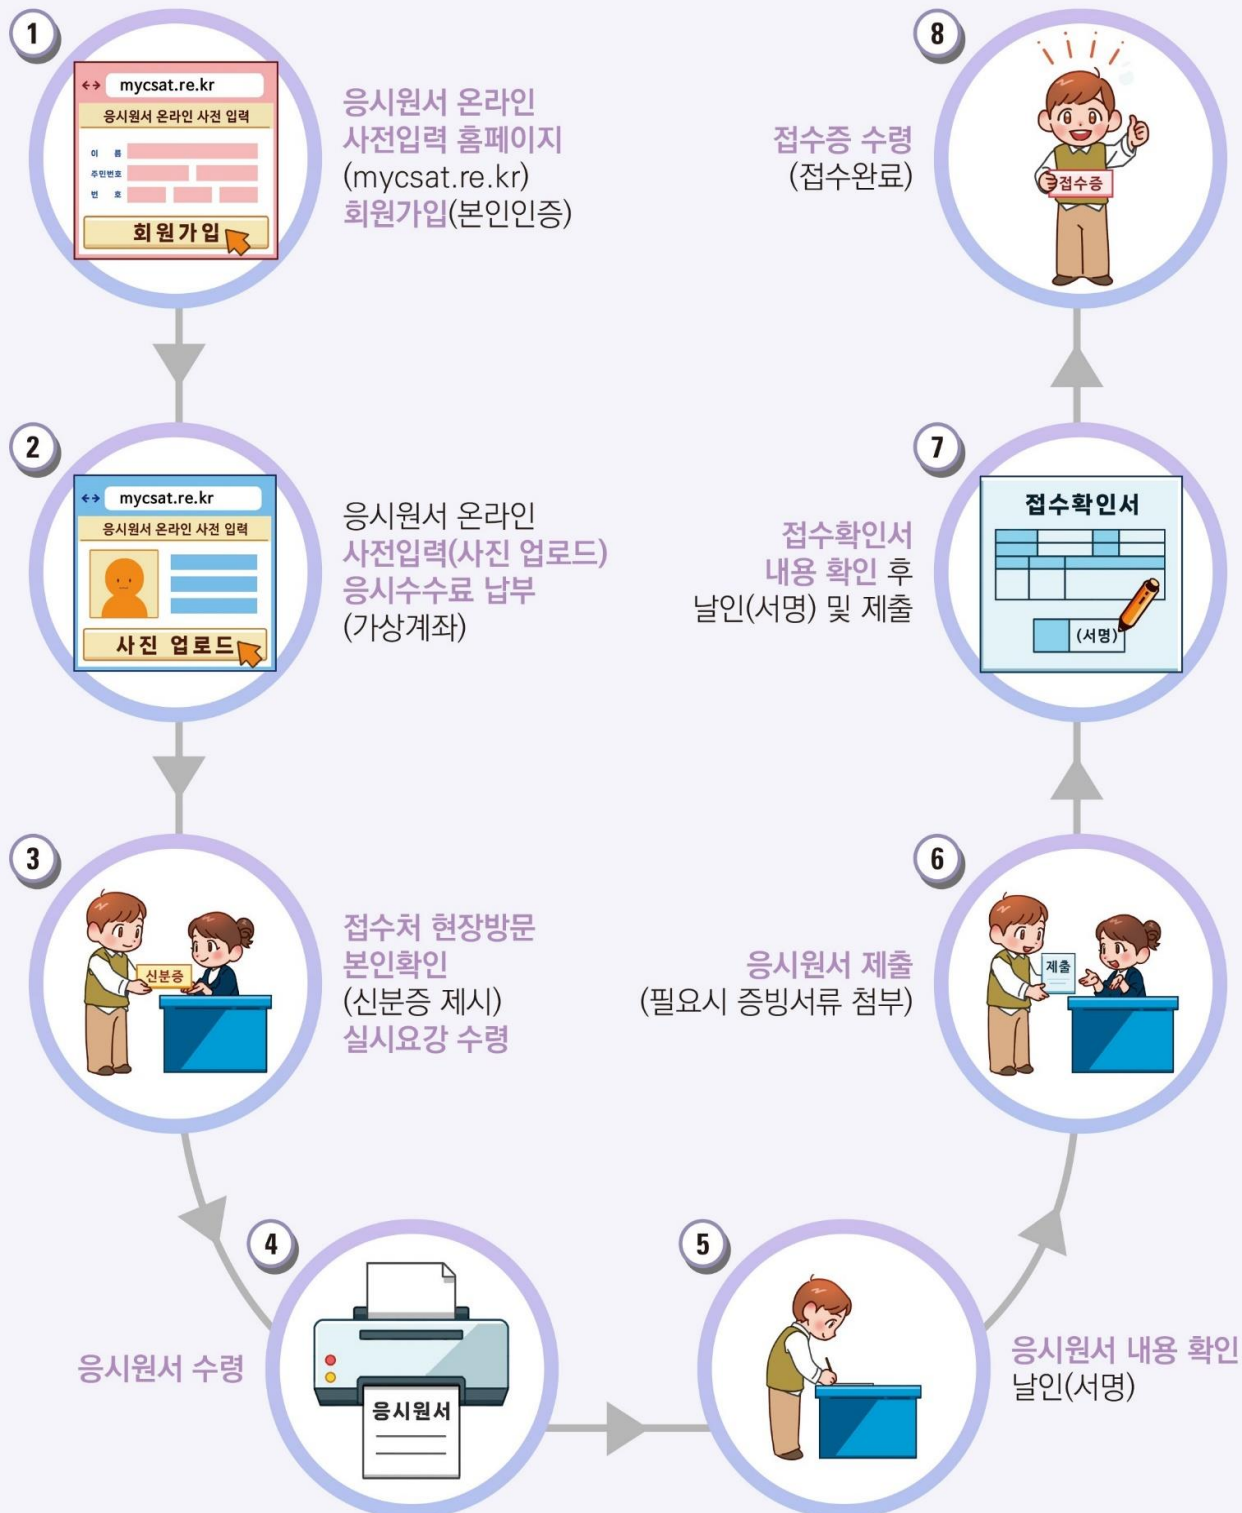 1
mycsat.re.kr
응시원서 온라인 사전 입력
이 름
주민번호
번 호
회원가입
응시원서 온라인
사전입력 홈페이지
(mycsat.re.kr)
회원가입(본인인증)
2
mycsat.re.kr
응시원서 온라인 사전 입력
사진 업로드
응시원서 온라인
사전입력(사진 업로드)
응시수수료 납부
(가상계좌)
3
신분증
접수처 현장방문
본인확인
(신분증 제시)
실시요강 수령
4
응시원서
응시원서 수령
5
응시원서 내용 확인
날인(서명)
6
제출
응시원서 제출
(필요시 증빙서류 첨부)
7
접수확인서
(서명)
접수확인서
내용 확인 후
날인(서명) 및 제출
8
접수증
접수증 수령
(접수완료)